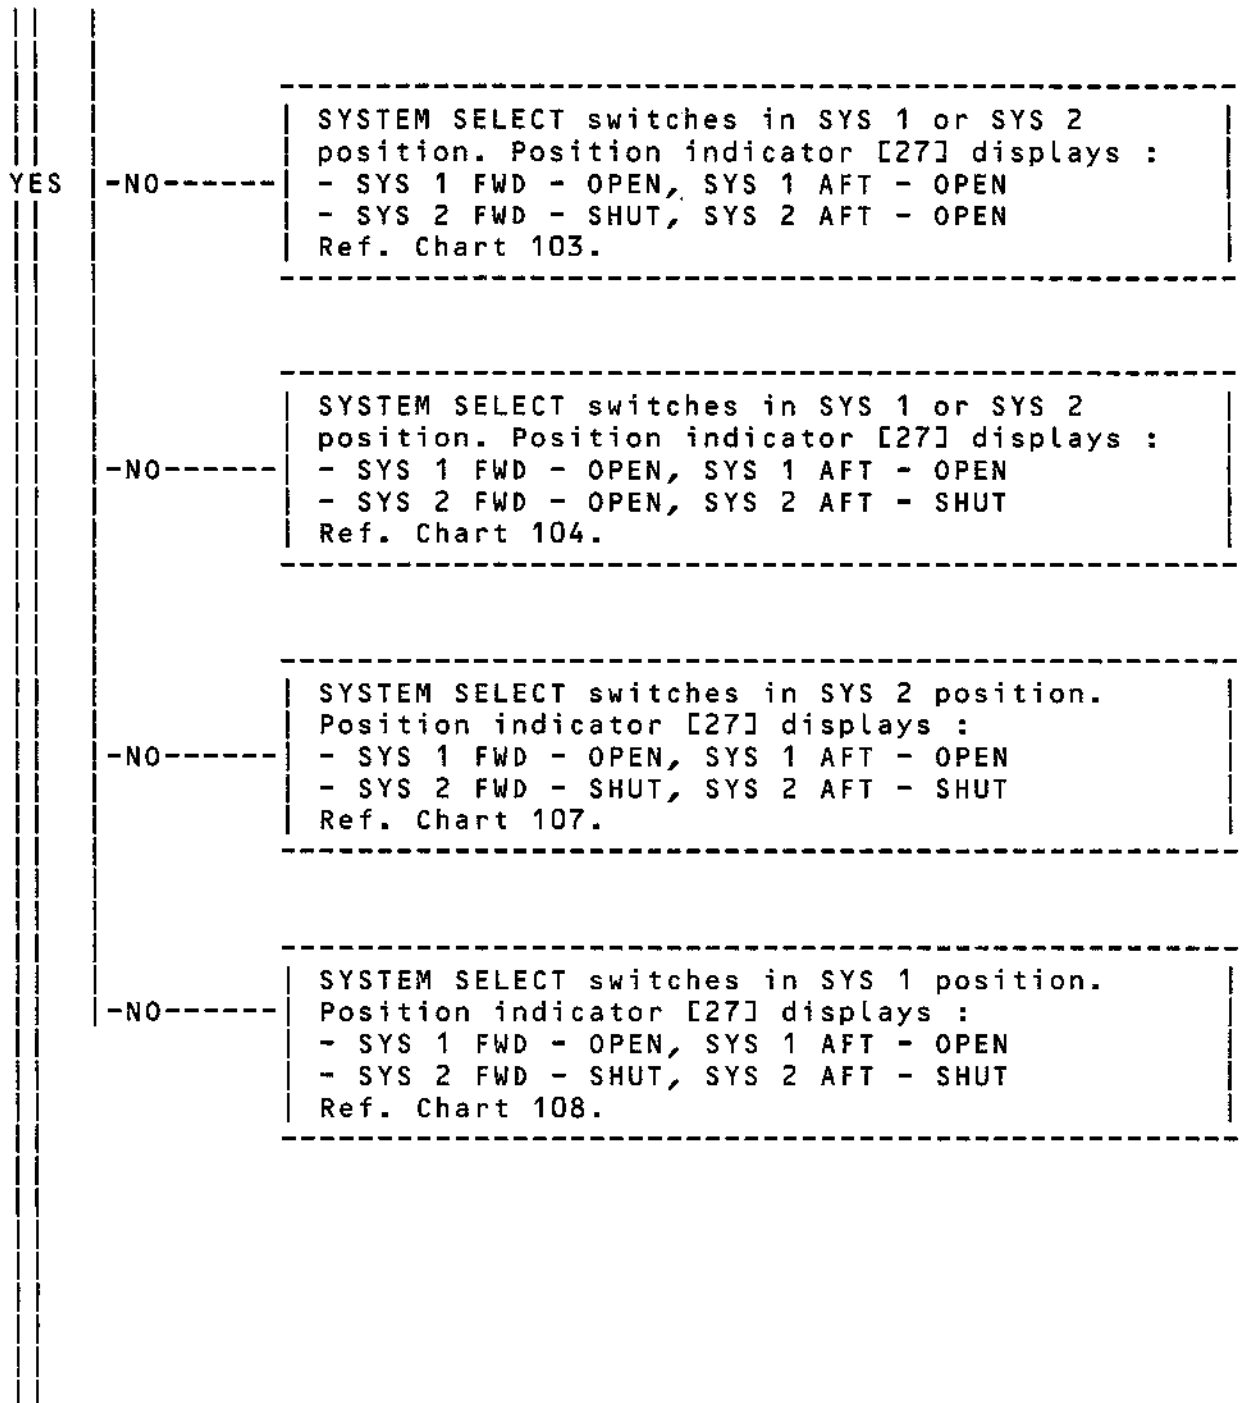 SYSTEM SELECT switches in SYS 1 or SYS 2
position. Position indicator [27] displays :
YES -NO------ - SYS 1 FWD - OPEN, SYS 1 AFT - OPEN
- SYS 2 FWD - SHUT, SYS 2 AFT - OPEN
Ref. Chart 103.
SYSTEM SELECT switches in SYS 1 or SYS 2
position. Position indicator [27] displays :
-NO------ - SYS 1 FWD - OPEN, SYS 1 AFT - OPEN
- SYS 2 FWD - OPEN, SYS 2 AFT - SHUT
Ref. Chart 104.
SYSTEM SELECT switches in SYS 2 position.
Position indicator [27] displays :
-NO------ - SYS 1 FWD - OPEN, SYS 1 AFT - OPEN
- SYS 2 FWD - SHUT, SYS 2 AFT - SHUT
Ref. Chart 107.
SYSTEM SELECT switches in SYS 1 position.
-NO------ Position indicator [27] displays :
- SYS 1 FWD - OPEN, SYS 1 AFT - OPEN
- SYS 2 FWD - SHUT, SYS 2 AFT - SHUT
Ref. Chart 108.